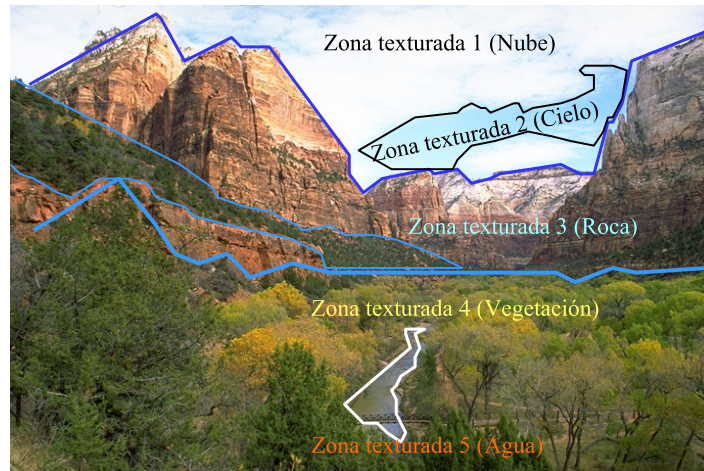 Zona texturada 1 (Nube)
Zona texturada 2 (Cielo)
Zona texturada 3 (Roca)
Zona texturada 4 (Vegetación)
Zona texturada 5 (Agua)